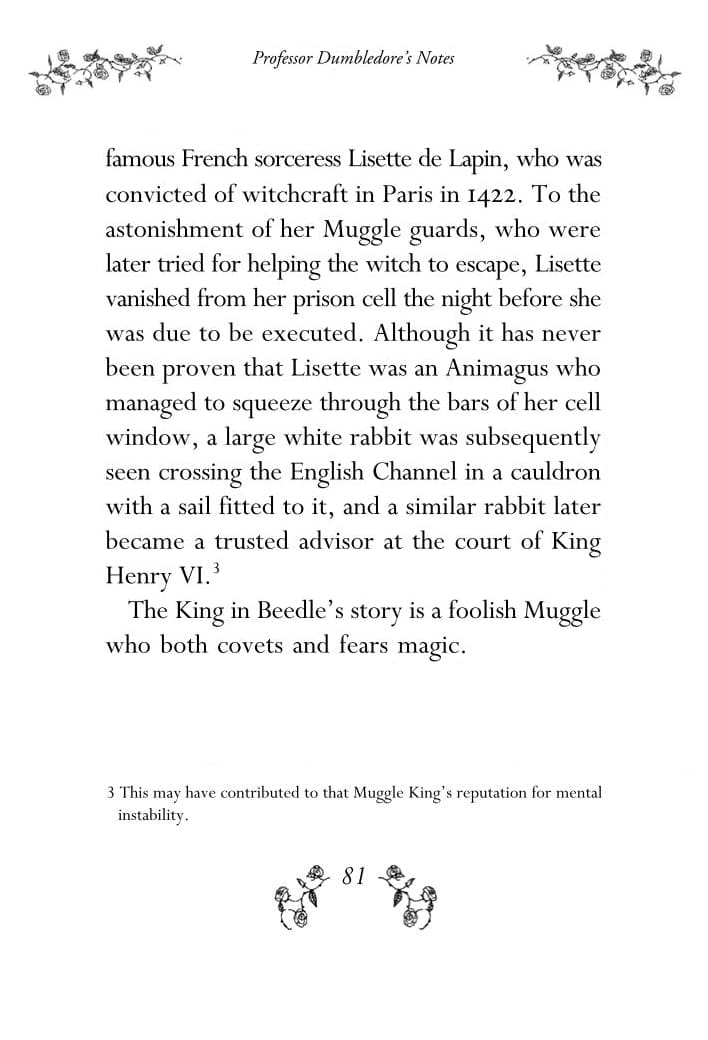 Professor Dumbledore's Notes
famous French sorceress Lisette de Lapin, who was
convicted of witchcraft in Paris in 1422. To the
astonishment of her Muggle guards, who were
later tried for helping the witch to escape, Lisette
vanished from her prison cell the night before she
was due to be executed. Although it has never
been proven that Lisette was an Animagus who
managed to squeeze through the bars of her cell
window, a large white rabbit was subsequently
seen crossing the English Channel in a cauldron
with a sail fitted to it, and a similar rabbit later
became a trusted advisor at the court of King
Henry VI.³
The King in Beedle's story is a foolish Muggle
who both covets and fears magic.
3 This may have contributed to that Muggle King's reputation for mental
instability.
81